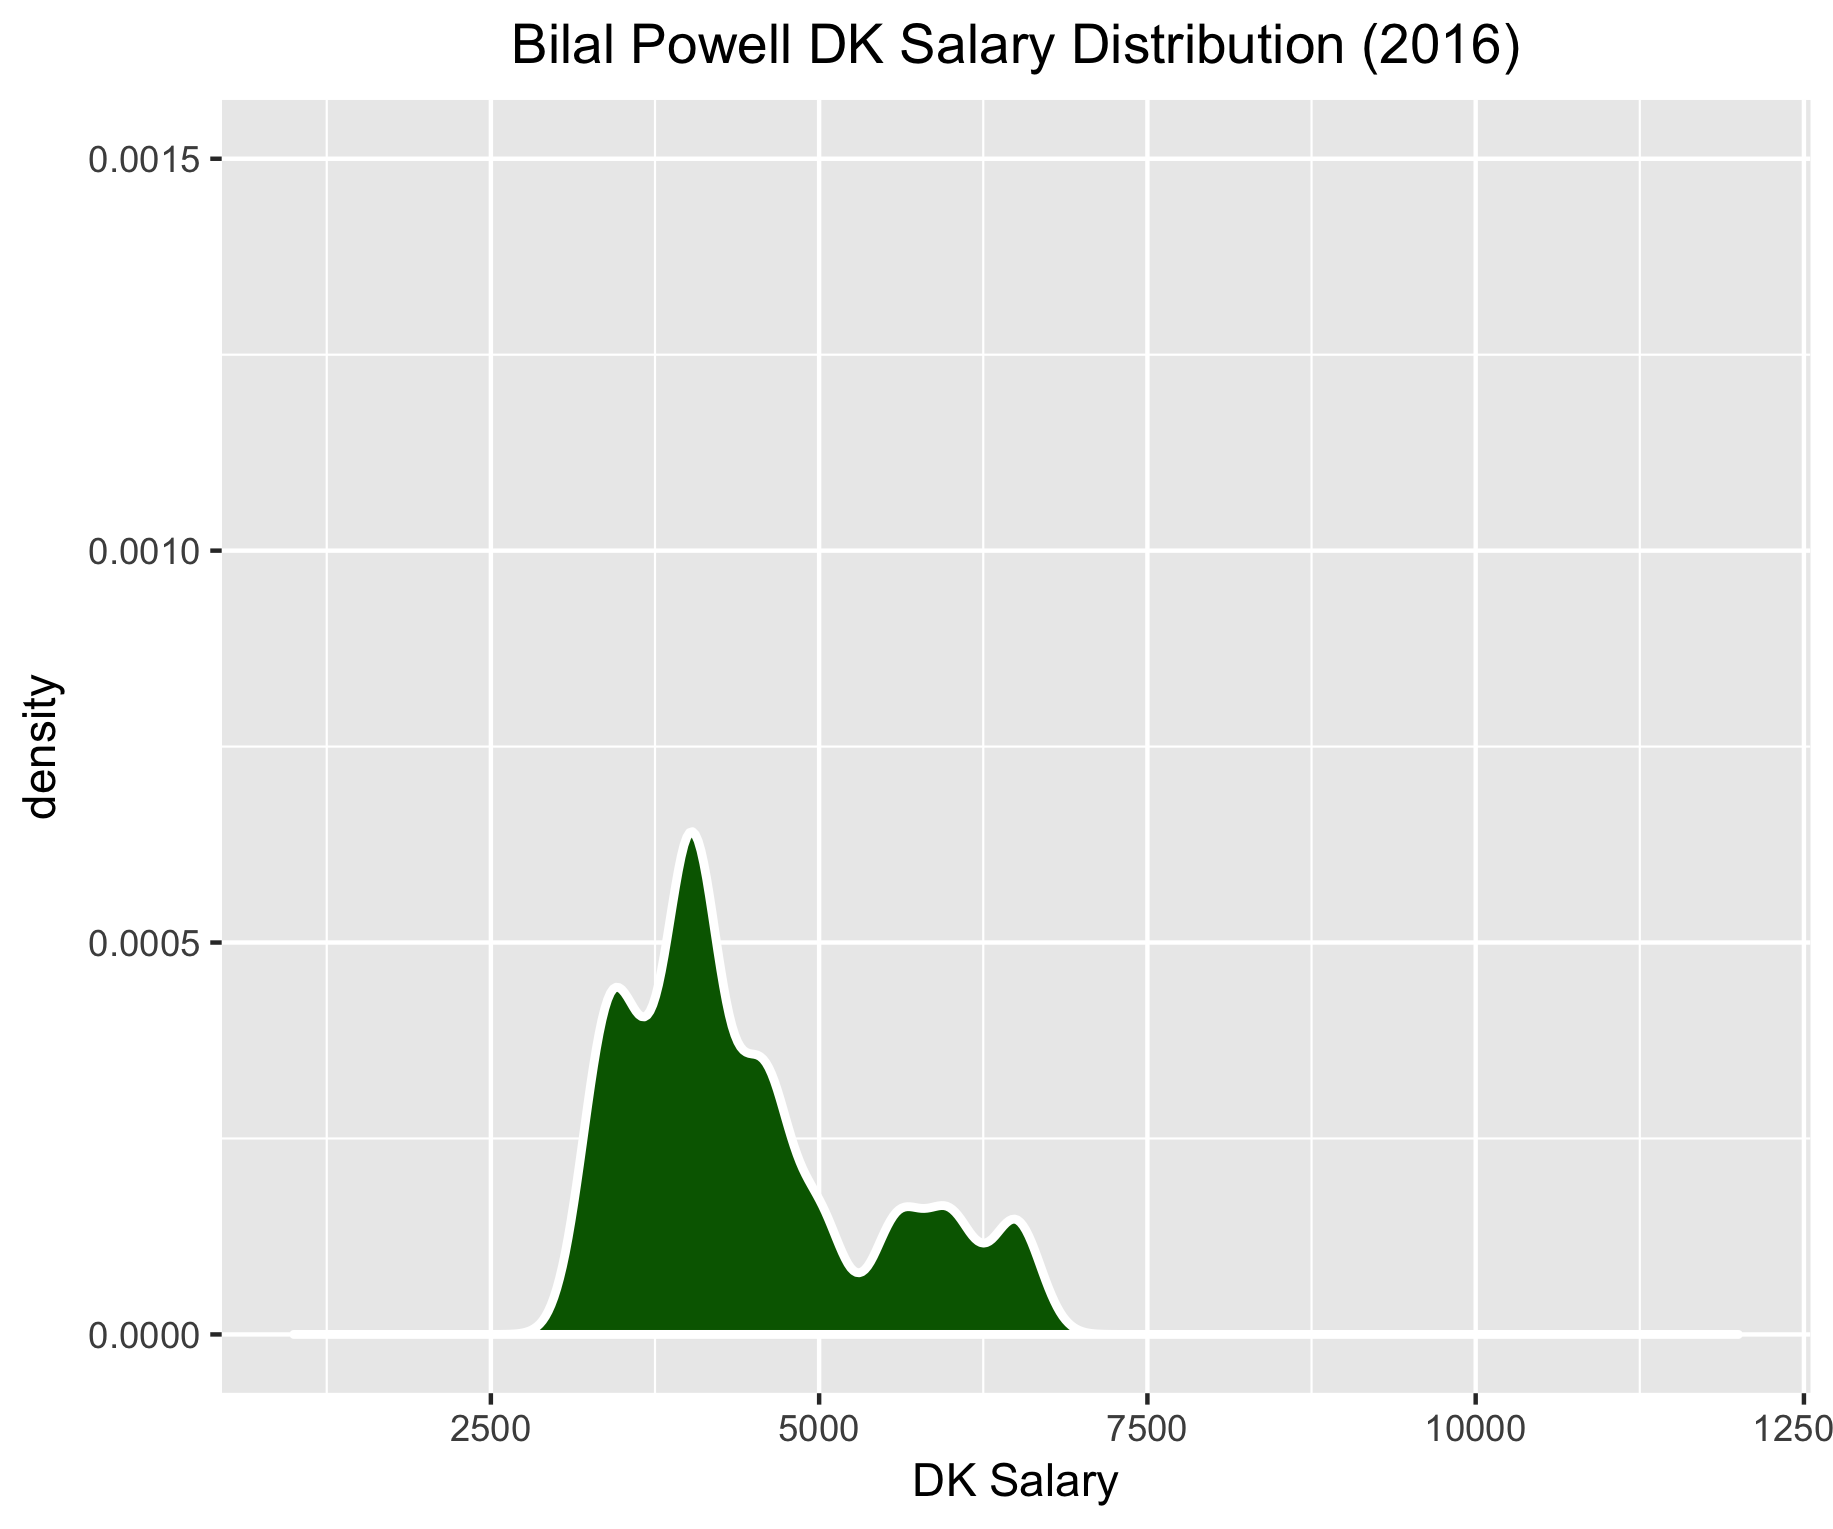 Bilal Powell DK Salary Distribution (2016)
0.0015
0.0010
0.0005
0.0000
density
2500 5000 7500 10000 1250
DK Salary